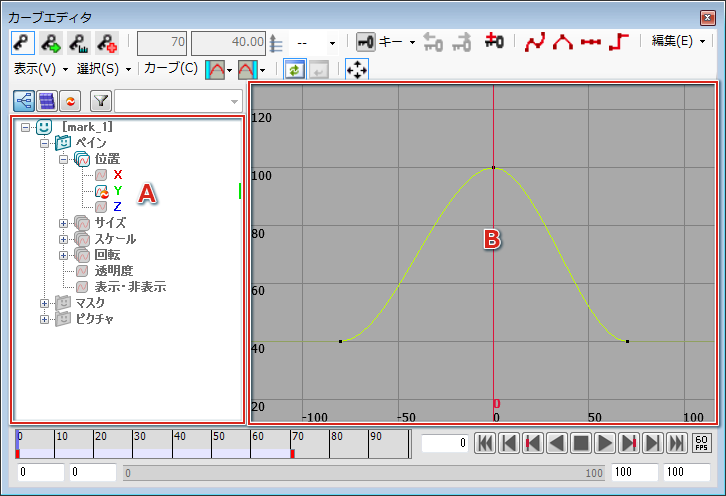 カーブエディタ
70 40.00 -- キー 編集(E)
表示(V) 選択(S) カーブ(C)
[mark_1]
ペイン
位置
X
Y
Z
サイズ
スケール
回転
透明度
表示・非表示
マスク
ピクチャ
A
120
100
80
60
40
20
B
0
-100 -50 0 50 100
0 10 20 30 40 50 60 70 80 90
0
60 FPS
0 0 0 100 100 100